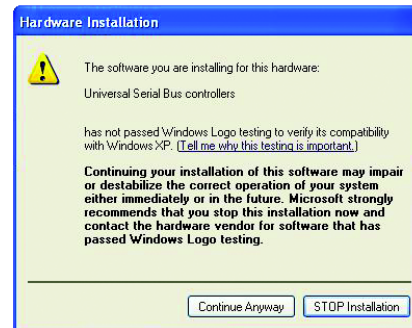 Hardware Installation
The software you are installing for this hardware:
Universal Serial Bus controllers
has not passed Windows Logo testing to verify its compatibility
with Windows XP. (Tell me why this testing is important.)
Continuing your installation of this software may impair
or destabilize the correct operation of your system
either immediately or in the future. Microsoft strongly
recommends that you stop this installation now and
contact the hardware vendor for software that has
passed Windows Logo testing.
Continue Anyway
STOP Installation